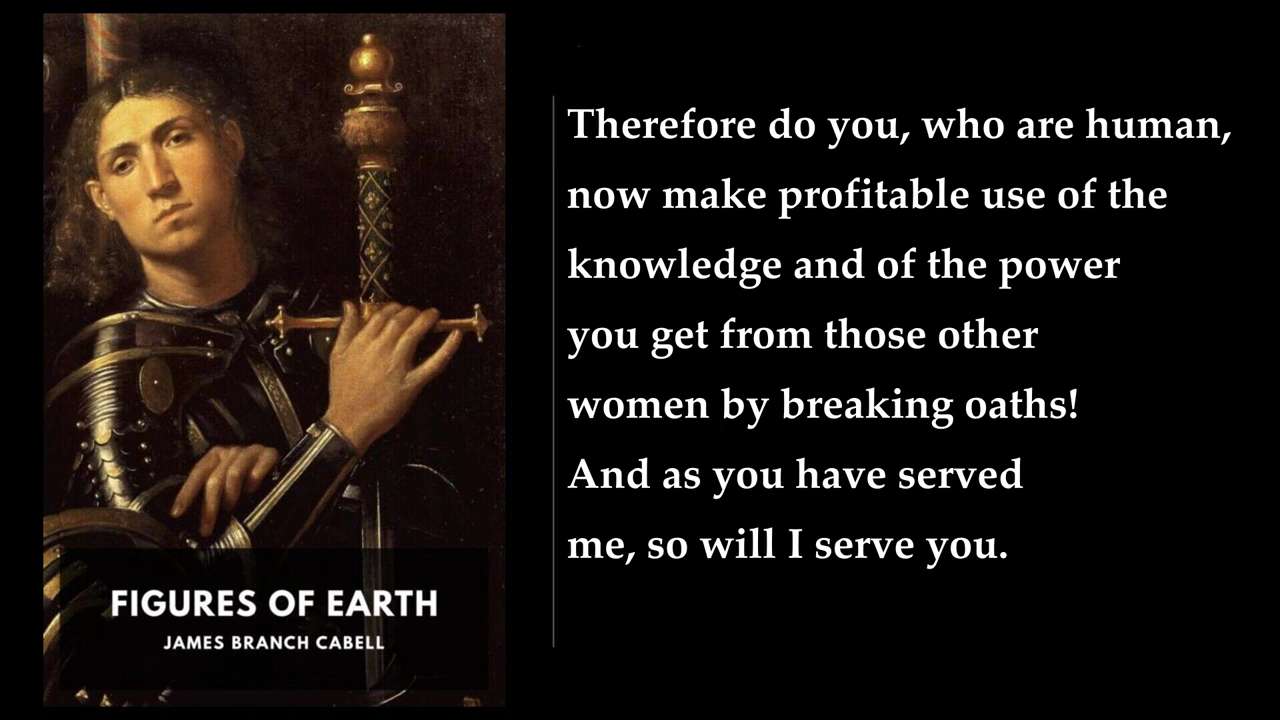 Therefore do you, who are human,
now make profitable use of the
knowledge and of the power
you get from those other
women by breaking oaths!
And as you have served
me, so will I serve you.
FIGURES OF EARTH
JAMES BRANCH CABELL